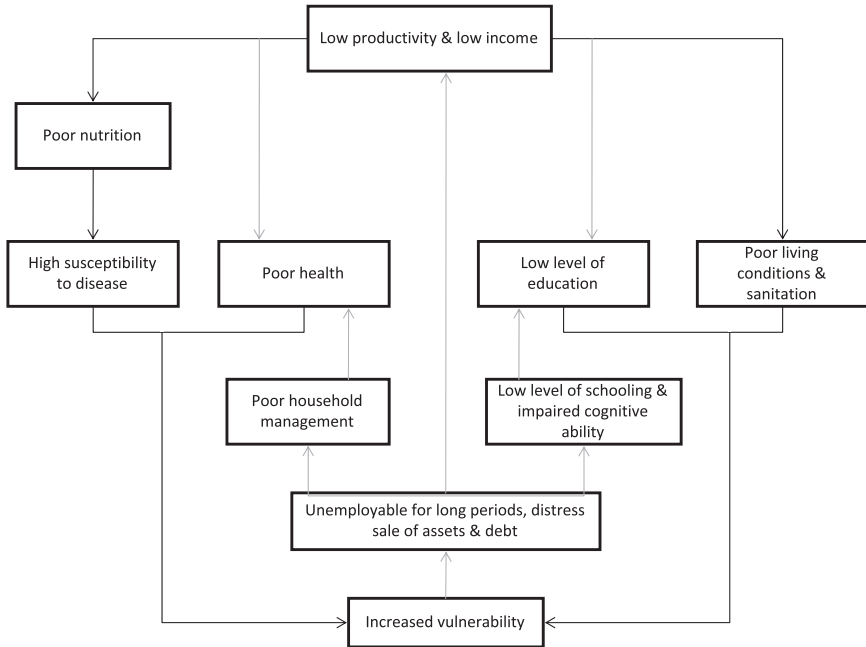 Low productivity & low income
Poor nutrition
High susceptibility
to disease
Poor health
Low level of
education
Poor living
conditions &
sanitation
Poor household
management
Low level of schooling &
impaired cognitive
ability
Unemployable for long periods, distress
sale of assets & debt
Increased vulnerability